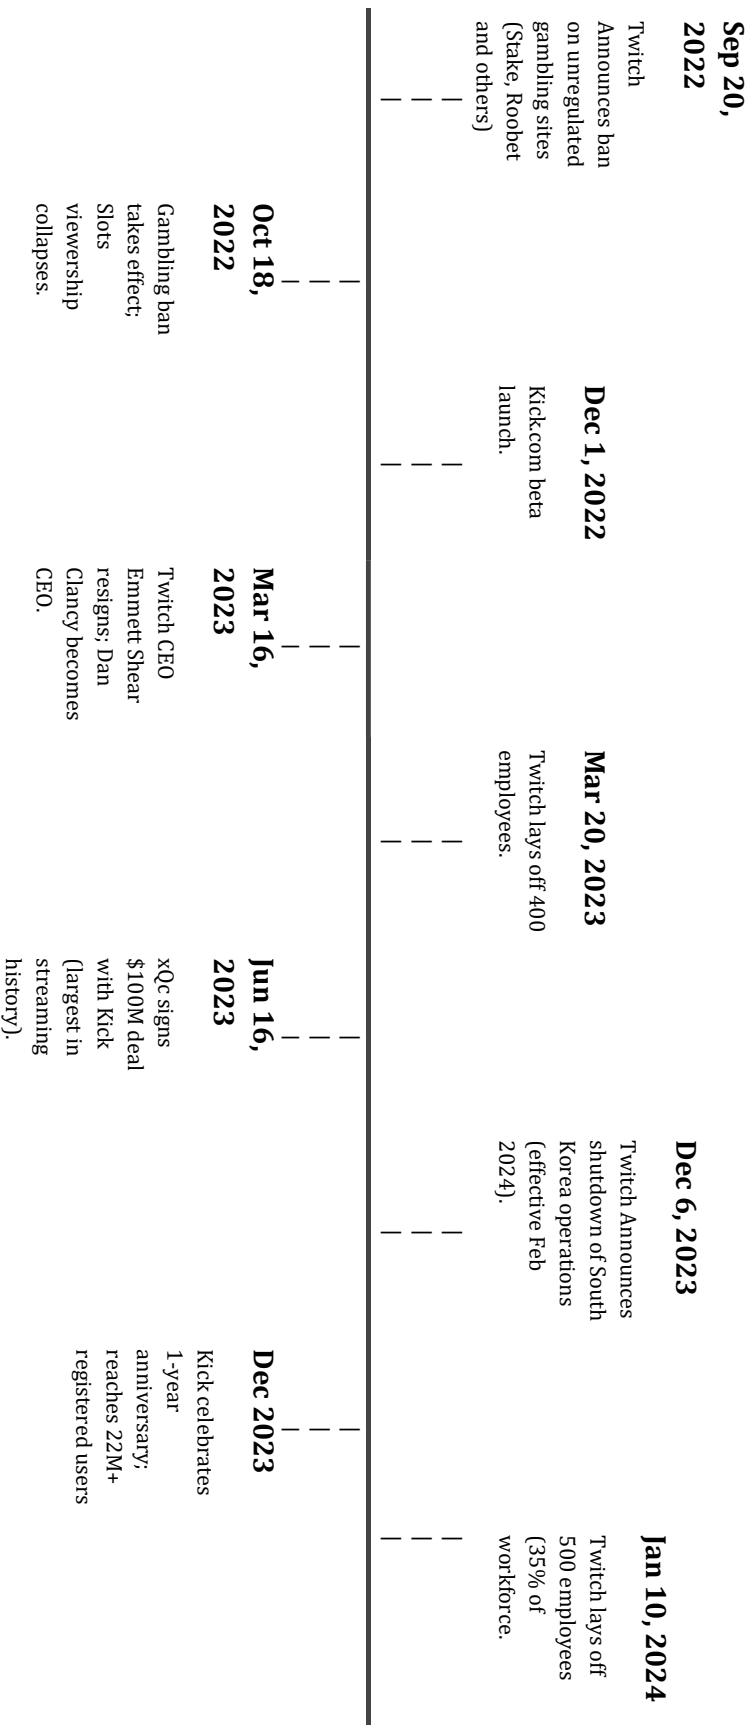 Sep 20,
2022
Twitch
Announces ban
on unregulated
gambling sites
(Stake, Roobet
and others)
Oct 18,
2022
Gambling ban
takes effect;
Slots
viewership
collapses.
Dec 1, 2022
Kick.com beta
launch.
Mar 16,
2023
Twitch CEO
Emmett Shear
resigns; Dan
Clancy becomes
CEO.
Mar 20, 2023
Twitch lays off 400
employees.
Jun 16,
2023
xQc signs
$100M deal
with Kick
(largest in
streaming
history).
Dec 6, 2023
Twitch Announces
shutdown of South
Korea operations
(effective Feb
2024).
Dec 2023
Kick celebrates
1-year
anniversary;
reaches 22M+
registered users
Jan 10, 2024
Twitch lays off
500 employees
(35% of
workforce.